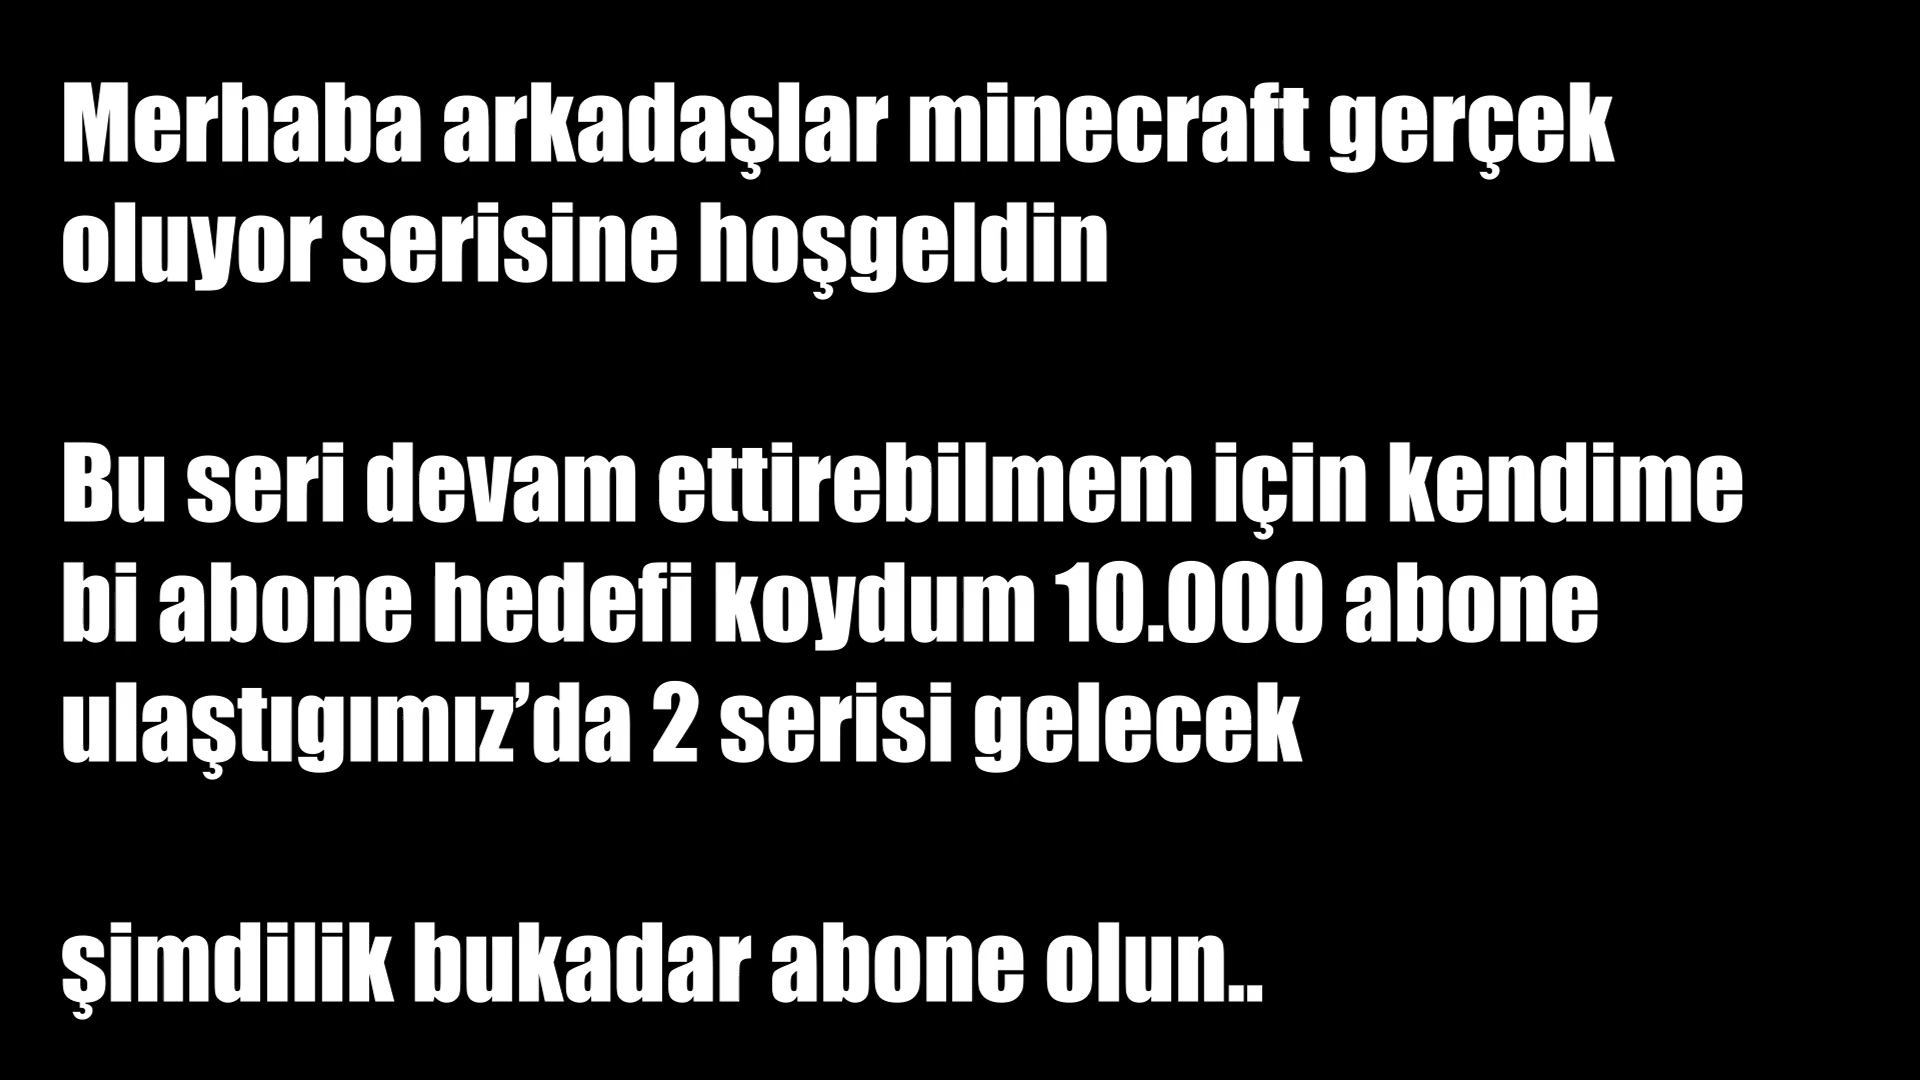 Merhaba arkadaşlar minecraft gerçek
oluyor serisine hoşgeldin
Bu seri devam ettirebilmem için kendime
bi abone hedefi koydum 10.000 abone
ulaştıgımız’da 2 serisi gelecek
şimdilik bukadar abone olun..